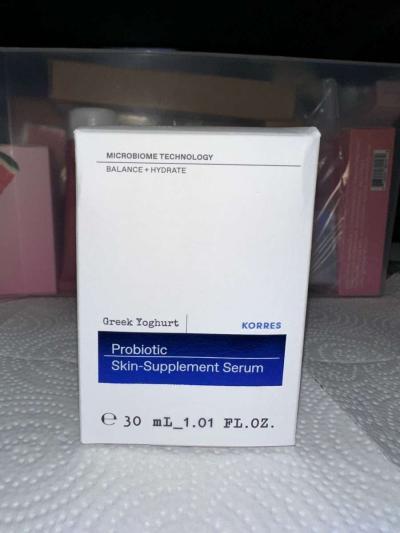 MICROBIOME TECHNOLOGY
BALANCE + HYDRATE
Greek Yoghurt
KORRES
Probiotic
Skin-Supplement Serum
℮ 30 mL_1.01 FL.OZ.